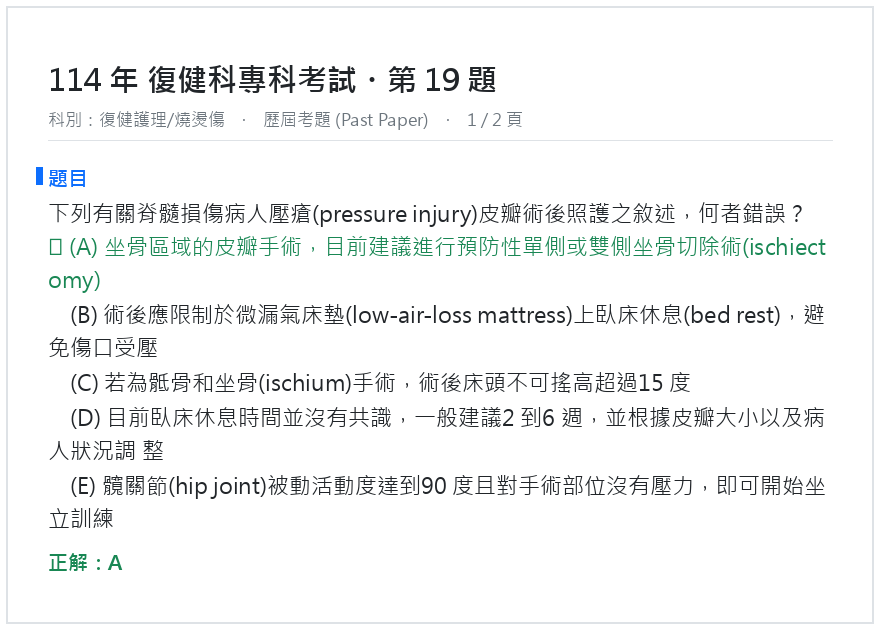 114 年 復健科專科考試．第 19 題
科別：復健護理/燒燙傷 · 歷屆考題 (Past Paper) · 1 / 2 頁
題目
下列有關脊髓損傷病人壓瘡(pressure injury)皮瓣術後照護之敘述，何者錯誤？
(A) 坐骨區域的皮瓣手術，目前建議進行預防性單側或雙側坐骨切除術(ischiect
omy)
(B) 術後應限制於微漏氣床墊(low-air-loss mattress)上臥床休息(bed rest)，避
免傷口受壓
(C) 若為骶骨和坐骨(ischium)手術，術後床頭不可搖高超過15 度
(D) 目前臥床休息時間並沒有共識，一般建議2 到6 週，並根據皮瓣大小以及病
人狀況調 整
(E) 髖關節(hip joint)被動活動度達到90 度且對手術部位沒有壓力，即可開始坐
立訓練
正解：A